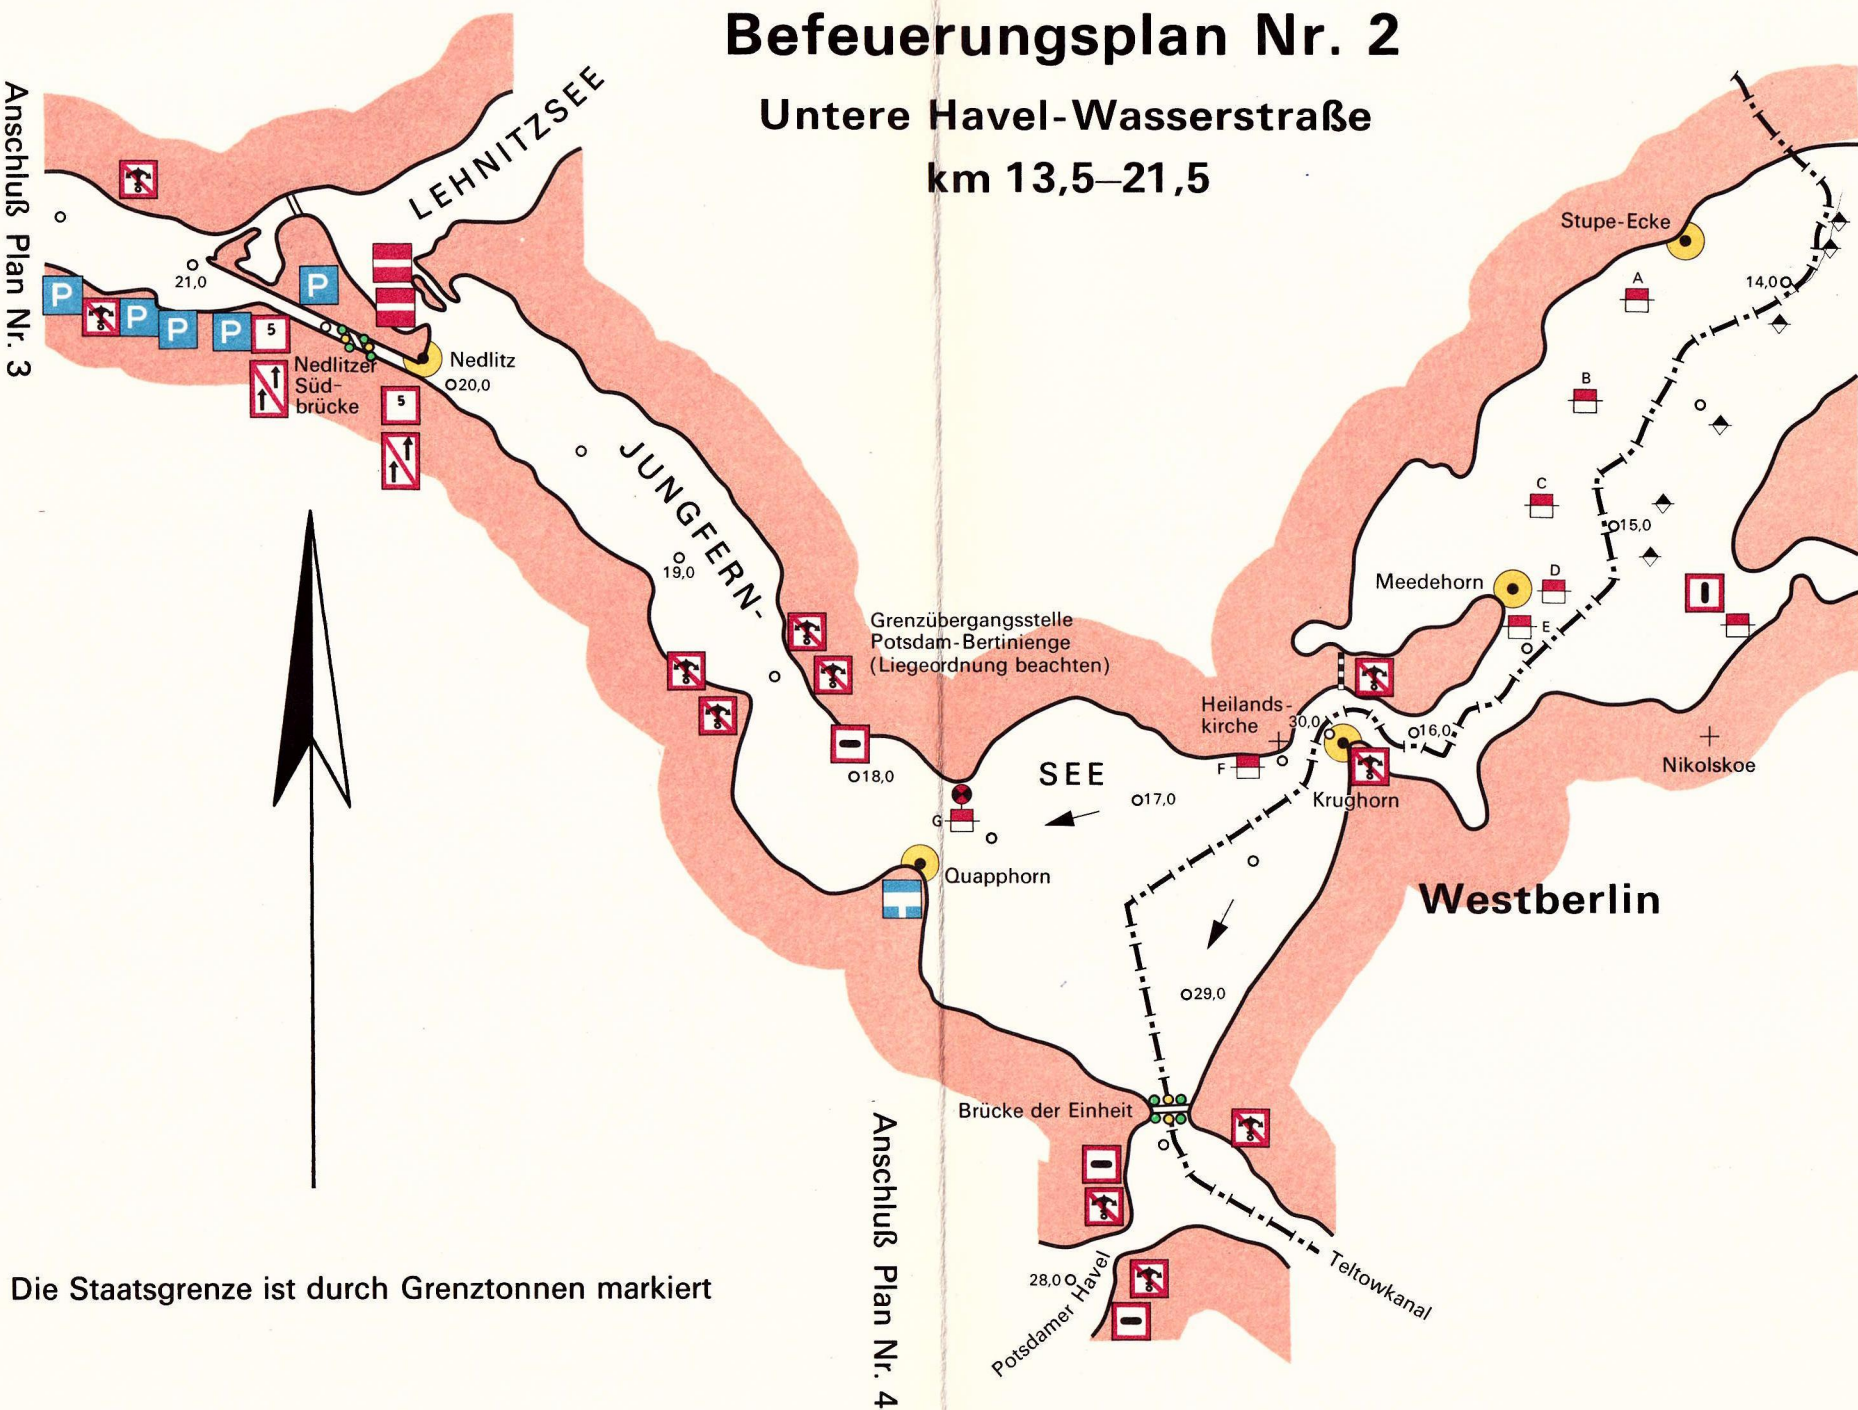 Befeuerungsplan Nr. 2
Untere Havel-Wasserstraße
km 13,5–21,5
Anschluß Plan Nr. 3
LEHNITZSEE
21,0
P
P
P
P
P
5
Nedlitzer
Süd-
brücke
Nedlitz
20,0
5
JUNGFERN-
19,0
Grenzübergangsstelle
Potsdam-Bertinienge
(Liegeordnung beachten)
18,0
SEE
17,0
G
Quapphorn
Stupe-Ecke
A
14,0
B
C
15,0
Meedehorn
D
E
Heilands-
kirche
30,0
16,0
F
Krughorn
Nikolskoe
Westberlin
29,0
Brücke der Einheit
Anschluß Plan Nr. 4
28,0
Potsdamer Havel
Teltowkanal
Die Staatsgrenze ist durch Grenztonnen markiert